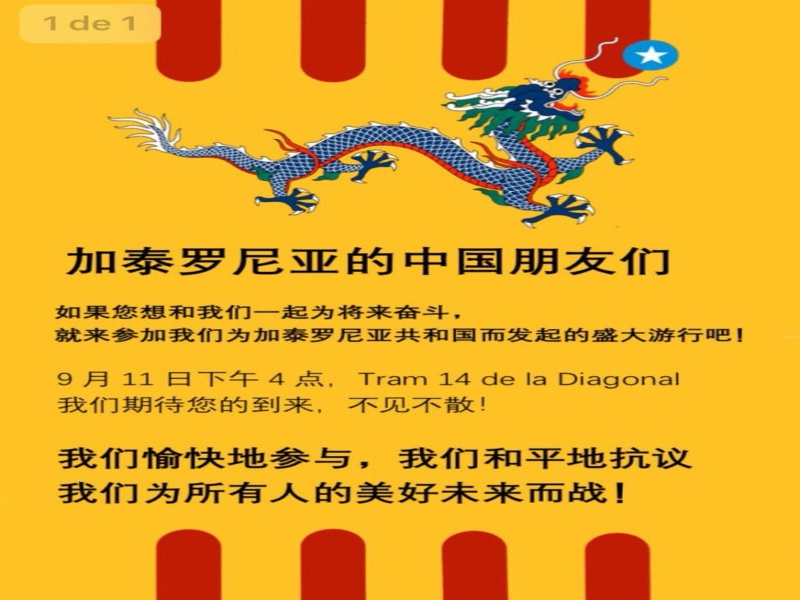 1 de 1
加泰罗尼亚的中国朋友们
如果您想和我们一起为将来奋斗，
就来参加我们为加泰罗尼亚共和国而发起的盛大游行吧！
9 月 11 日下午 4 点，Tram 14 de la Diagonal
我们期待您的到来，不见不散！
我们愉快地参与，我们和平地抗议
我们为所有人的美好未来而战！